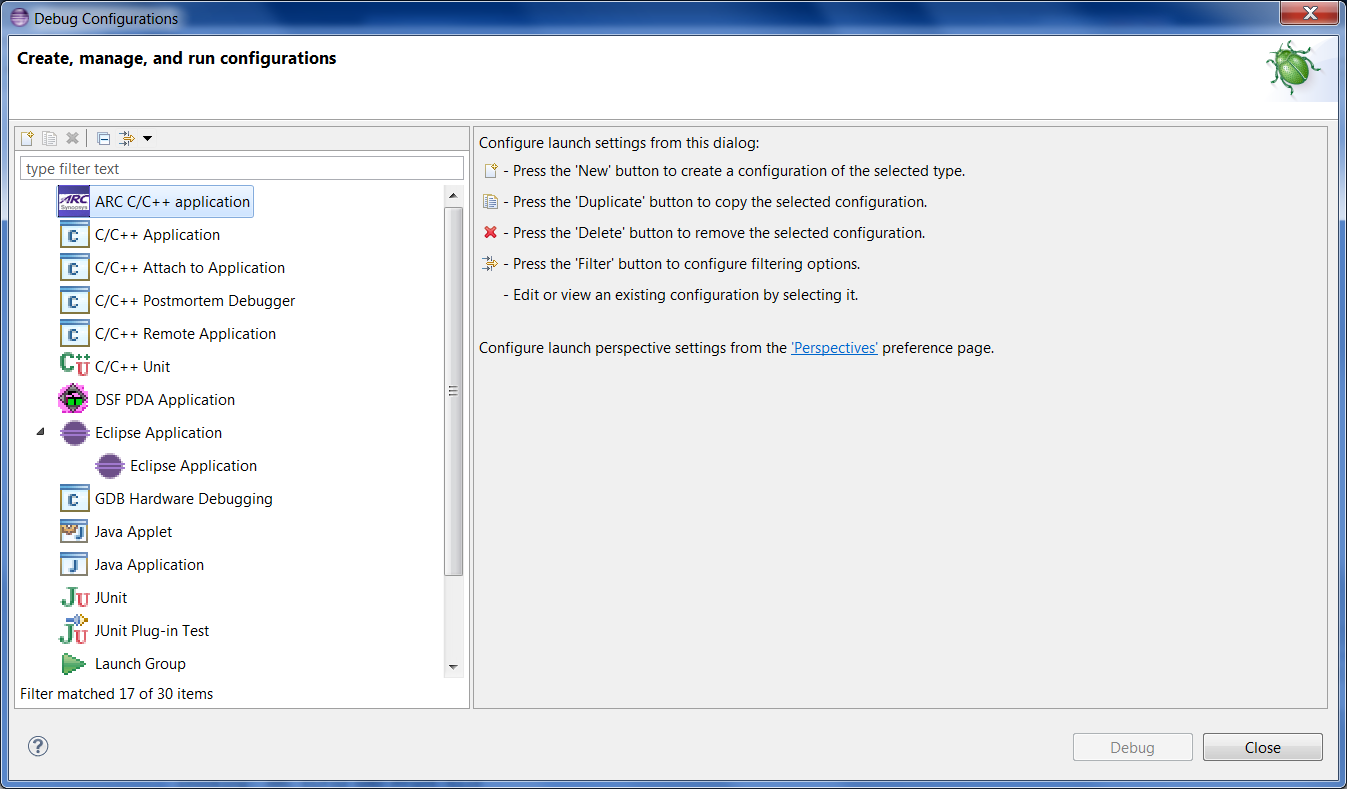 Debug Configurations
Create, manage, and run configurations
type filter text
ARC C/C++ application
C/C++ Application
C/C++ Attach to Application
C/C++ Postmortem Debugger
C/C++ Remote Application
C/C++ Unit
DSF PDA Application
Eclipse Application
Eclipse Application
GDB Hardware Debugging
Java Applet
Java Application
JUnit
JUnit Plug-in Test
Launch Group
Filter matched 17 of 30 items
Configure launch settings from this dialog:
- Press the 'New' button to create a configuration of the selected type.
- Press the 'Duplicate' button to copy the selected configuration.
- Press the 'Delete' button to remove the selected configuration.
- Press the 'Filter' button to configure filtering options.
- Edit or view an existing configuration by selecting it.
Configure launch perspective settings from the 'Perspectives' preference page.
Debug
Close